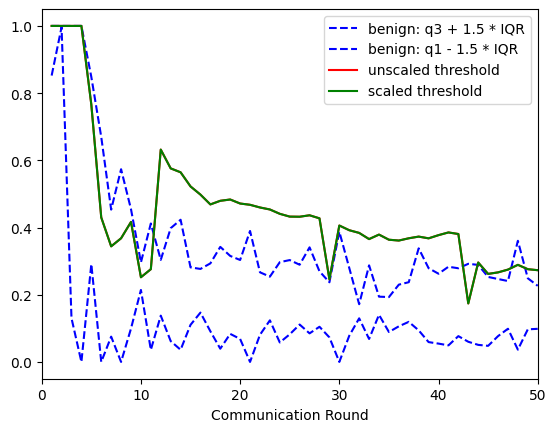 benign: q3 + 1.5 * IQR
benign: q1 - 1.5 * IQR
unscaled threshold
scaled threshold
1.0
0.8
0.6
0.4
0.2
0.0
0 10 20 30 40 50
Communication Round